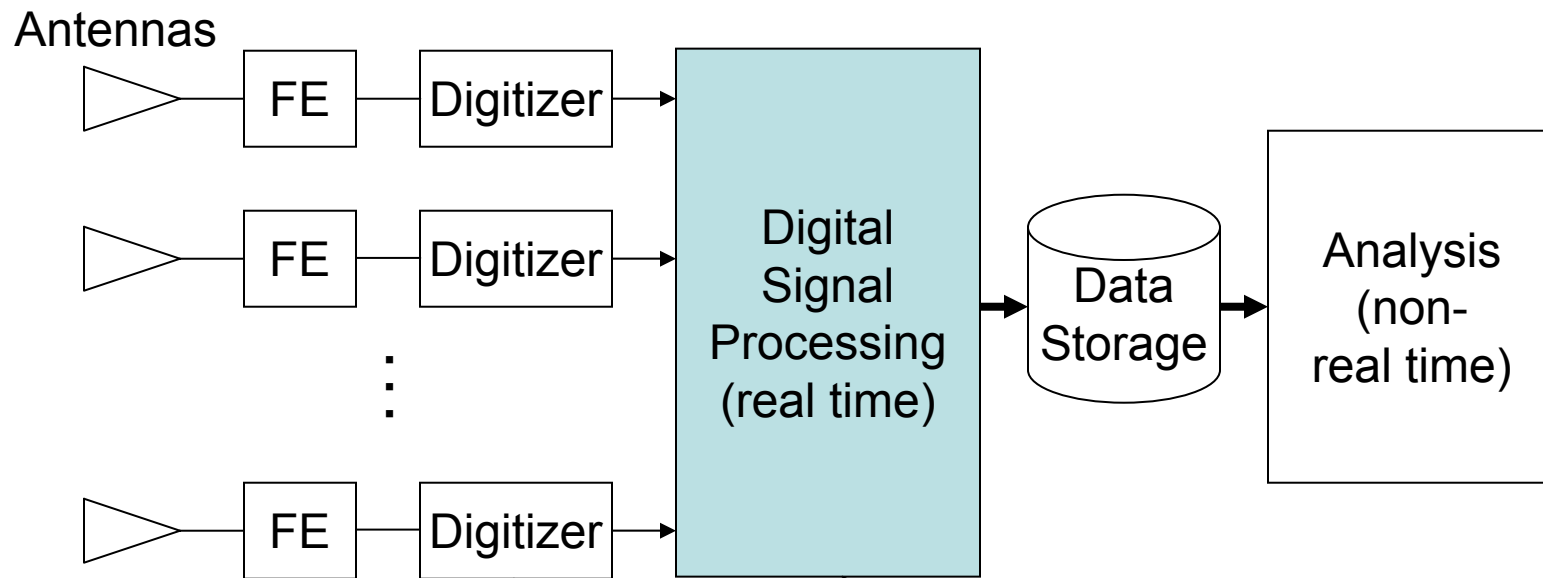 Antennas
FE
Digitizer
FE
Digitizer
FE
Digitizer
Digital
Signal
Processing
(real time)
Data
Storage
Analysis
(non-
real time)